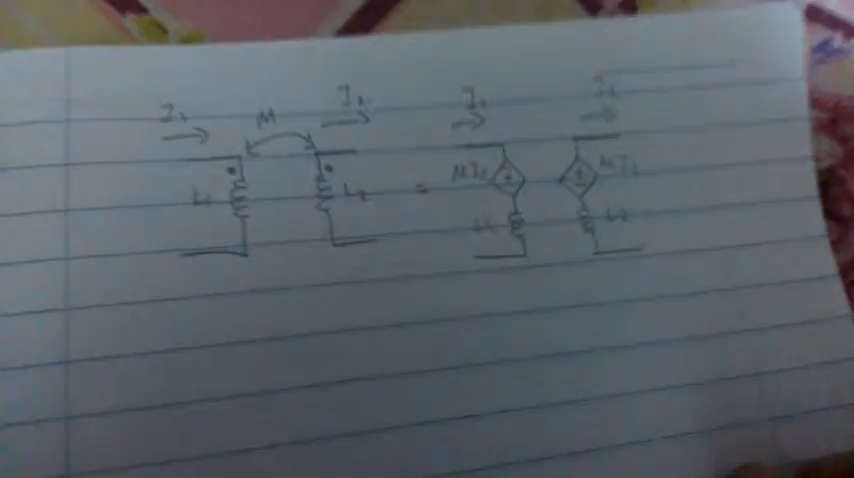 I₁ M I₂ I₁ I₂
L₁ L₂ = MI₂ ± ± MI₁
L₁ L₂